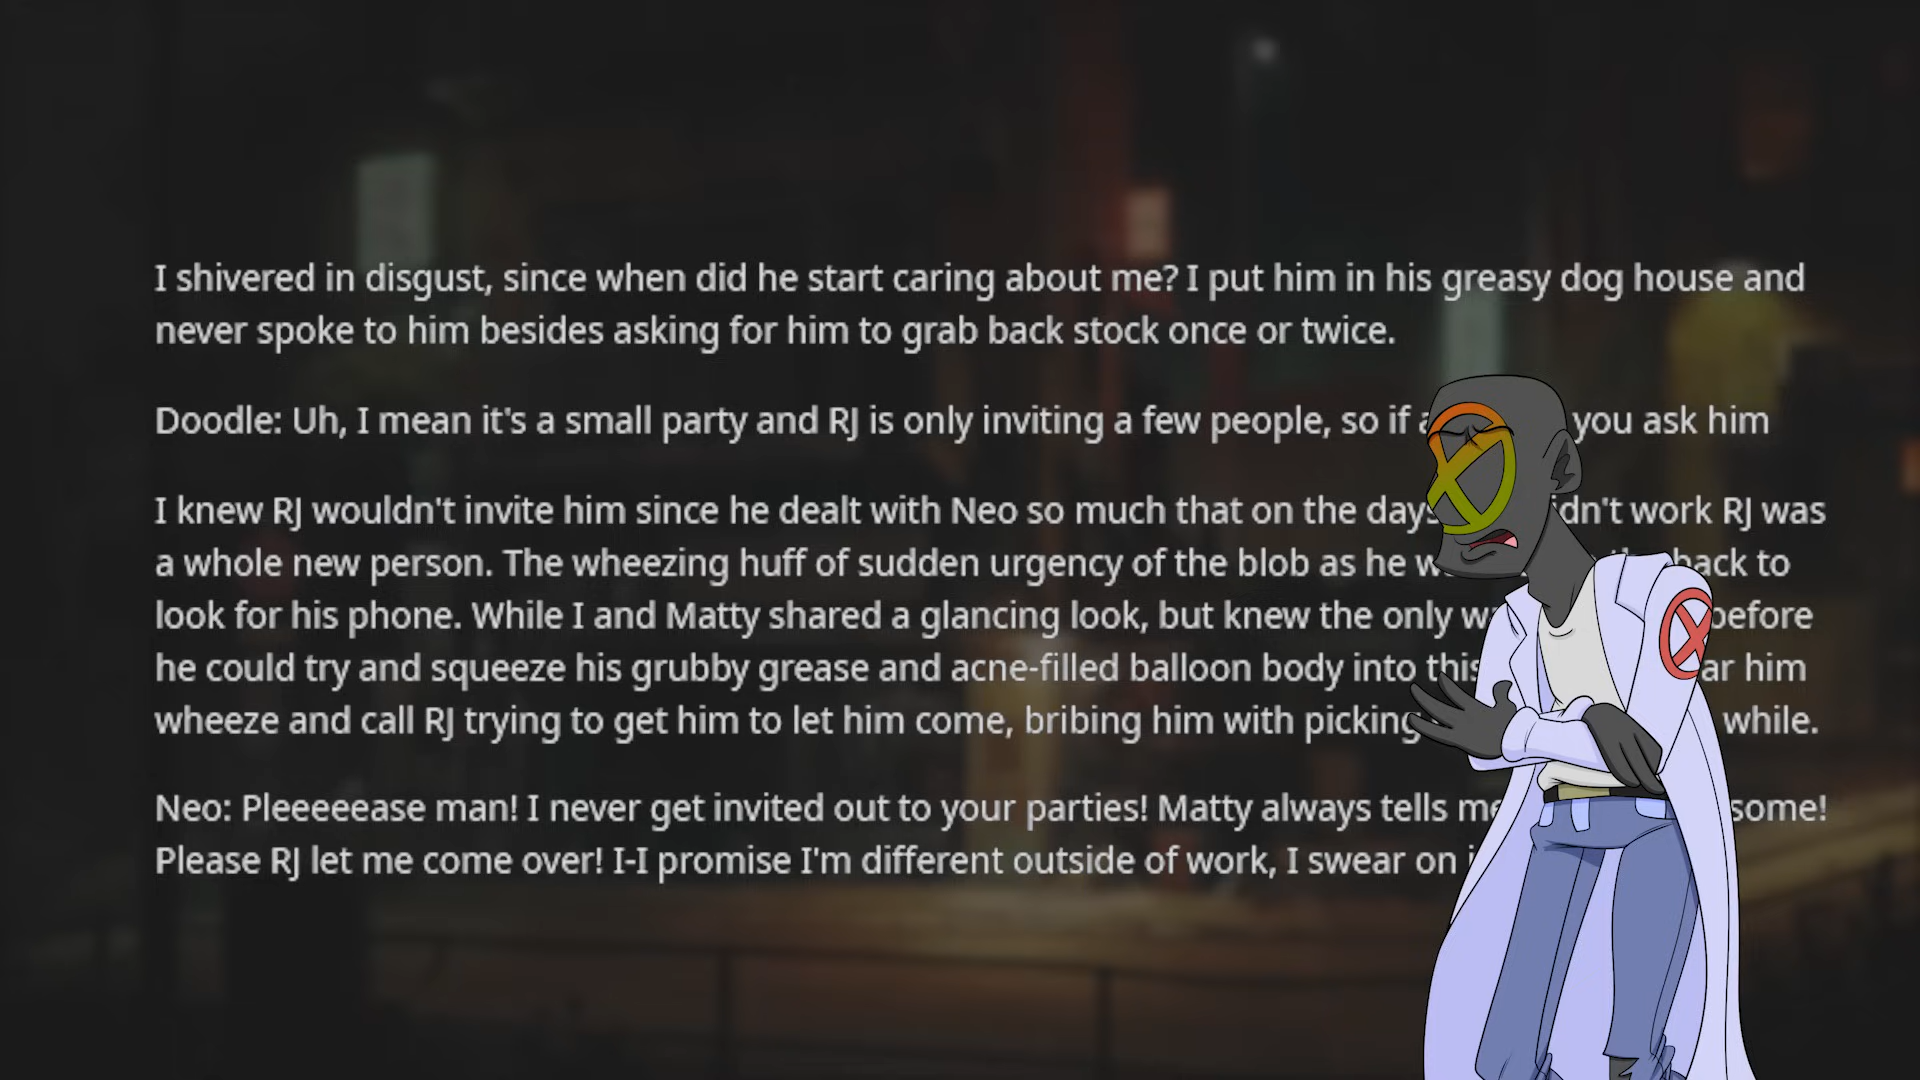 I shivered in disgust, since when did he start caring about me? I put him in his greasy dog house and
never spoke to him besides asking for him to grab back stock once or twice.
Doodle: Uh, I mean it's a small party and RJ is only inviting a few people, so if you ask him
I knew RJ wouldn't invite him since he dealt with Neo so much that on the days work RJ was
a whole new person. The wheezing huff of sudden urgency of the blob as he back to
look for his phone. While I and Matty shared a glancing look, but knew the only before
he could try and squeeze his grubby grease and acne-filled balloon body into this him
wheeze and call RJ trying to get him to let him come, bribing him with picking while.
Neo: Pleeeeease man! I never get invited out to your parties! Matty always tells me
Please RJ let me come over! I-I promise I'm different outside of work, I swear on